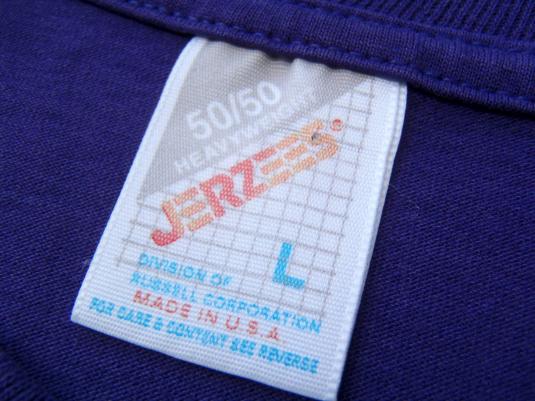 50/50
HEAVYWEIGHT
JERZEES®
L
DIVISION OF
RUSSELL CORPORATION
MADE IN U.S.A.
FOR CARE & CONTENT SEE REVERSE